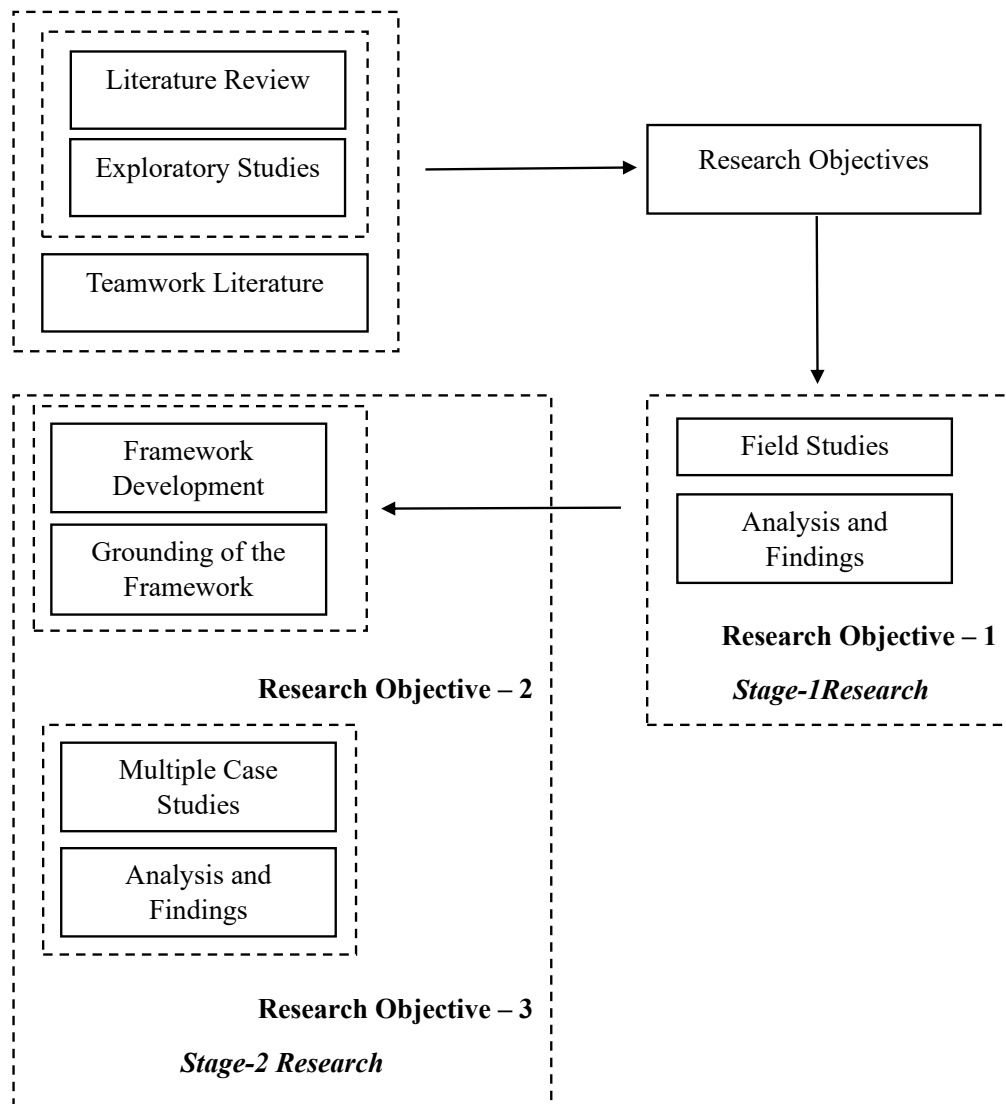 Literature Review
Exploratory Studies
Teamwork Literature
Research Objectives
Field Studies
Analysis and
Findings
Research Objective – 1
Stage-1Research
Framework
Development
Grounding of the
Framework
Research Objective – 2
Multiple Case
Studies
Analysis and
Findings
Research Objective – 3
Stage-2 Research